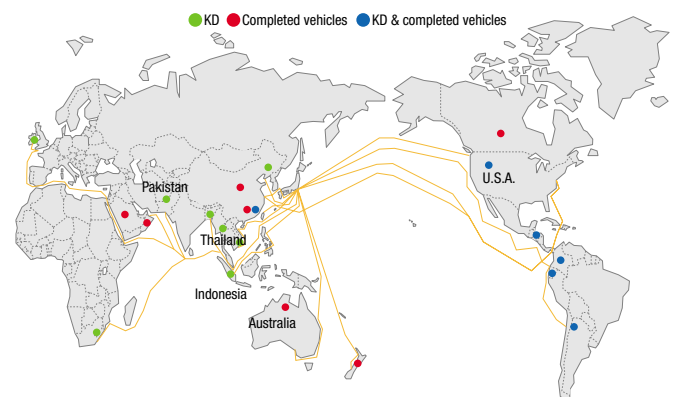 KD Completed vehicles KD & completed vehicles
U.S.A.
Pakistan
Thailand
Indonesia
Australia